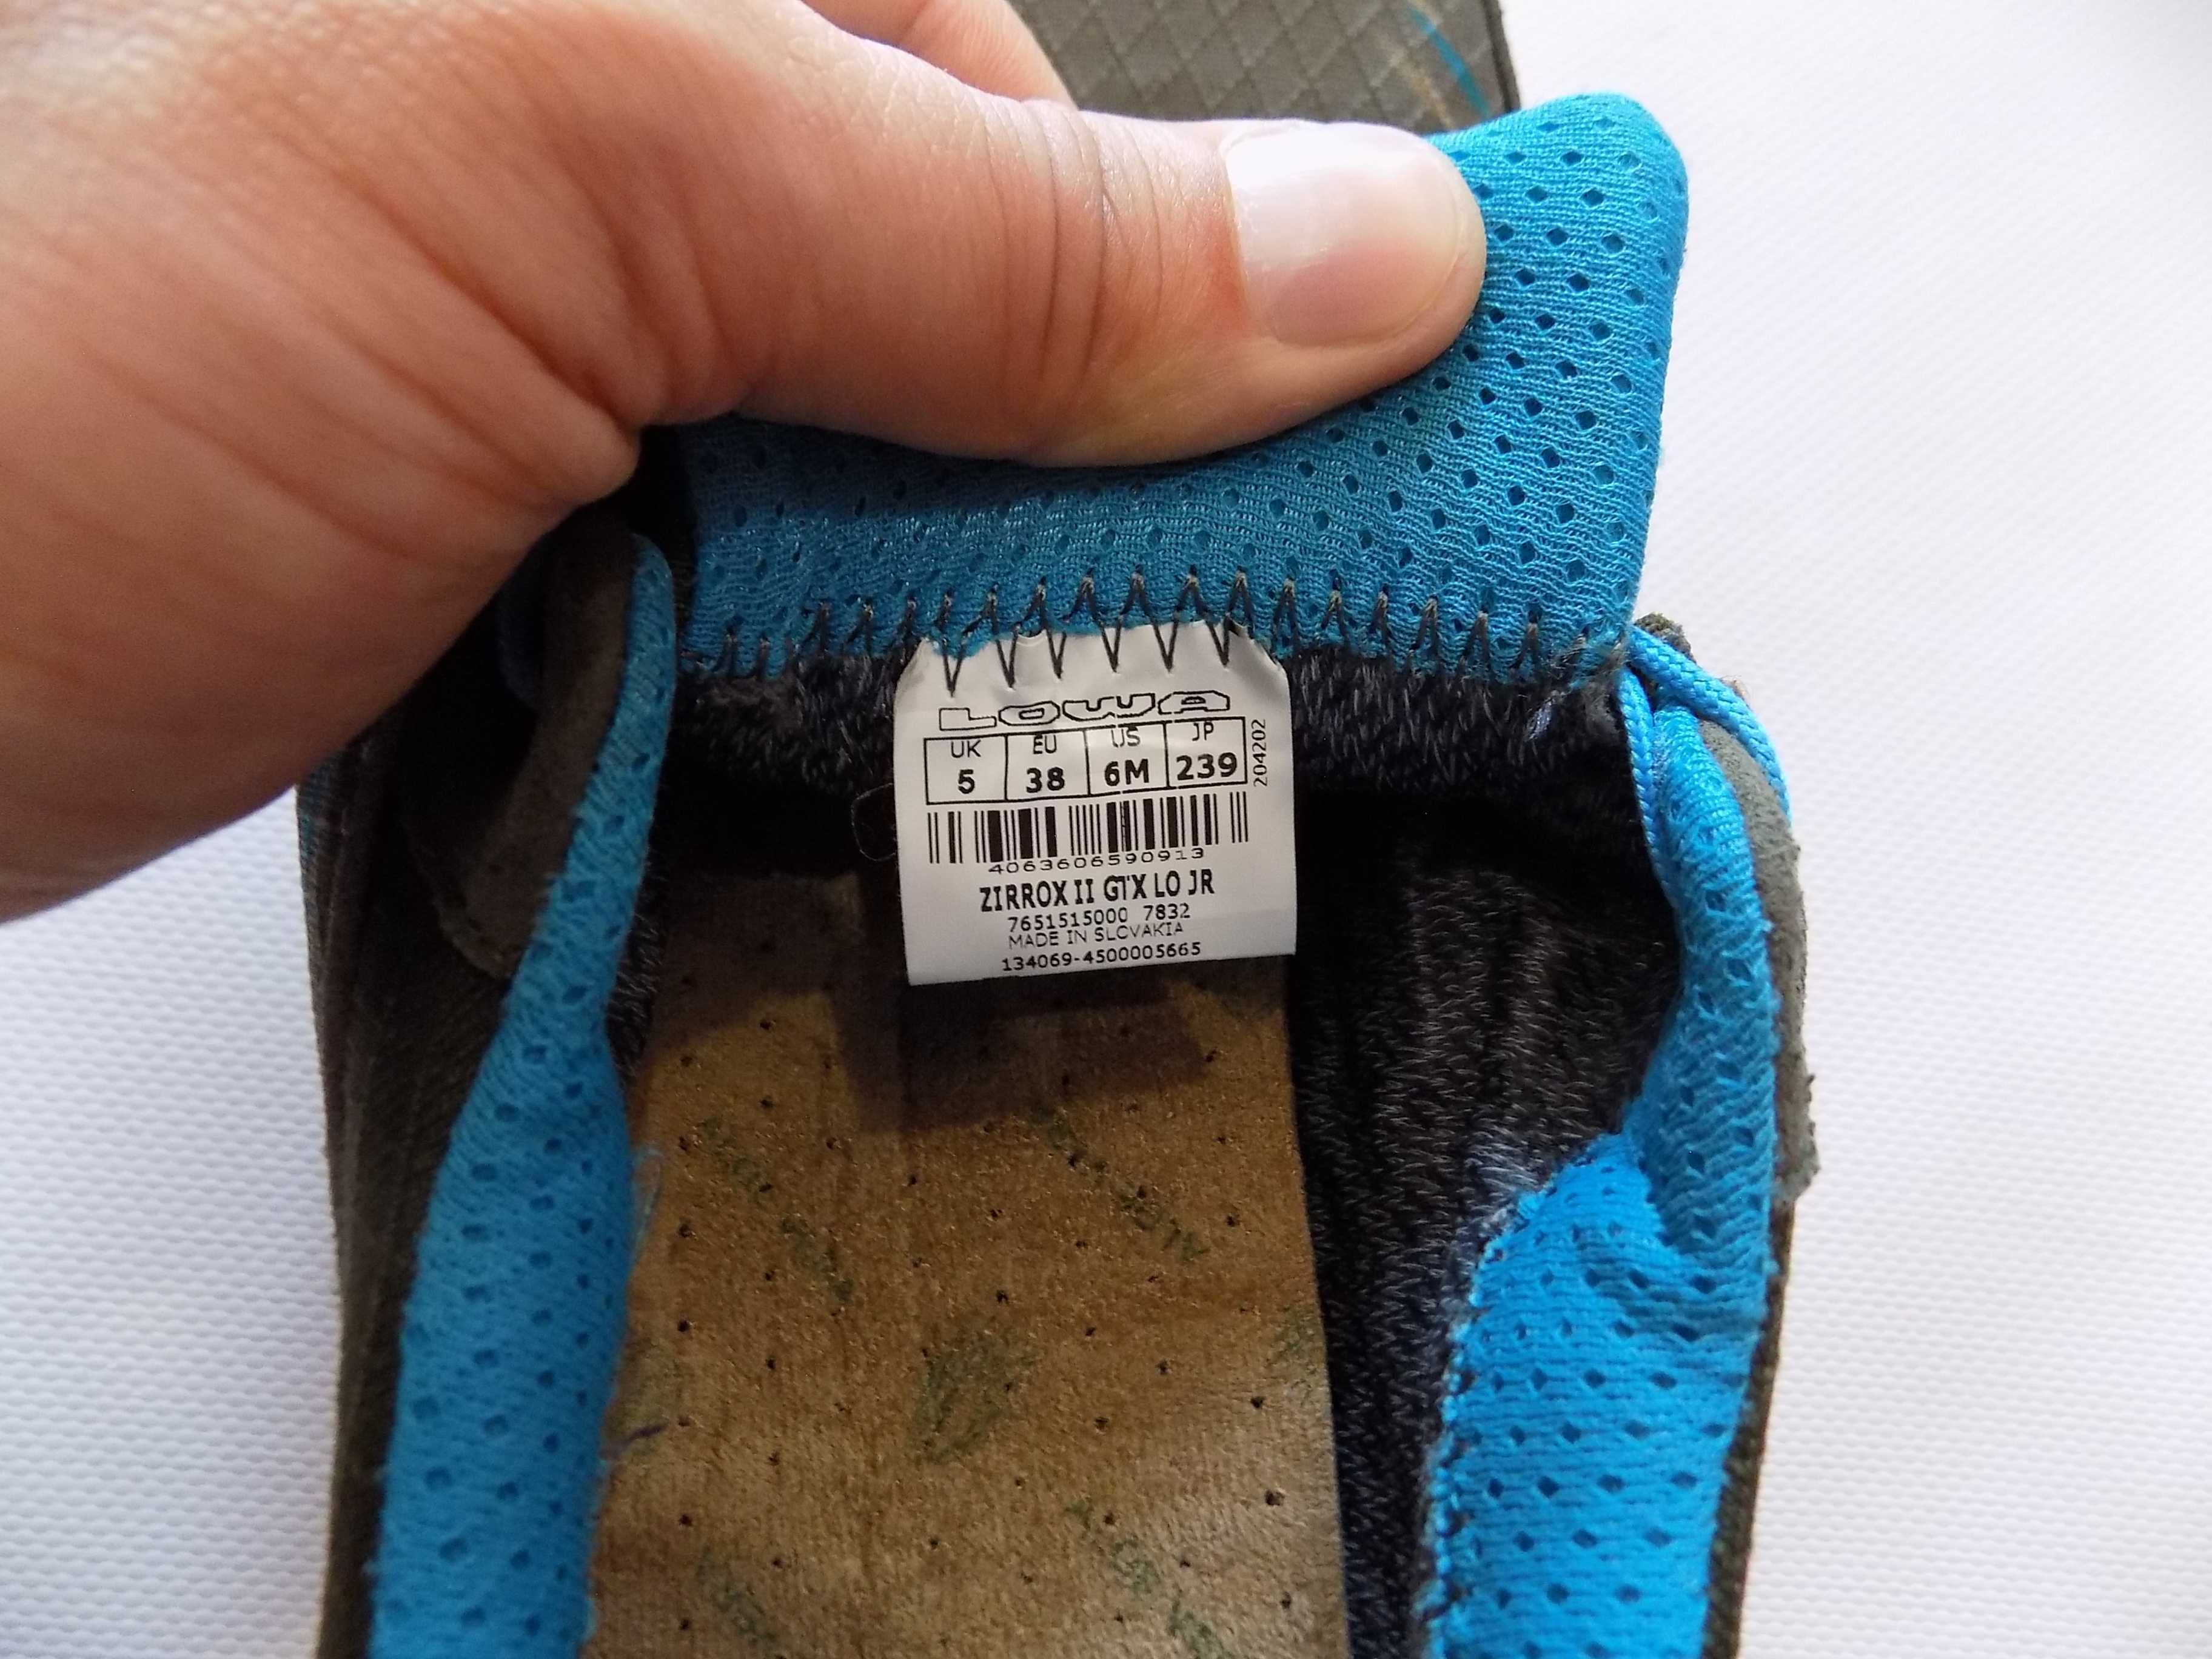 LOWA
UK EU US JP
5 38 6M 239
204202
4063606590913
ZIRROX II GTX LO JR
7651515000 7832
MADE IN SLOVAKIA
134069-4500005665